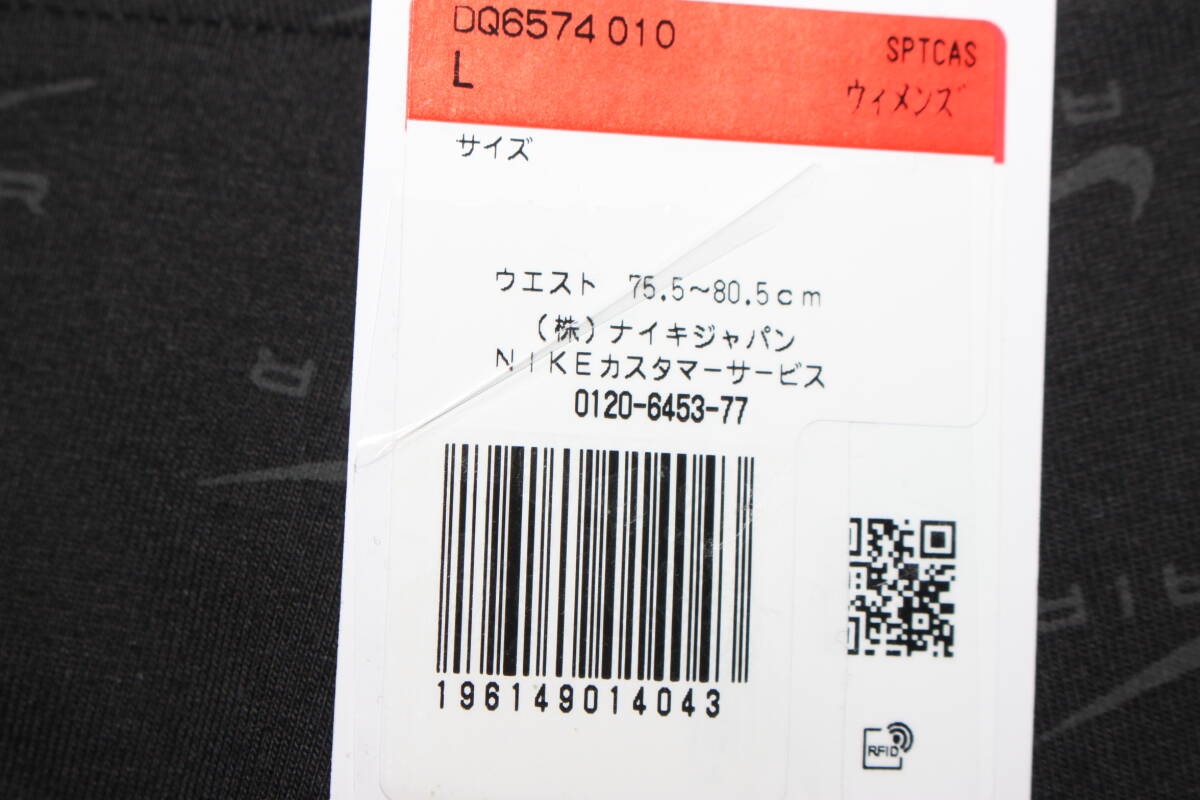 DQ6574 010
SPTCAS
L
ウィメンズ
サイズ
ウエスト 75.5～80.5cm
(株)ナイキジャパン
NIKEカスタマーサービス
0120-6453-77
196149014043
RFID
R
AIR